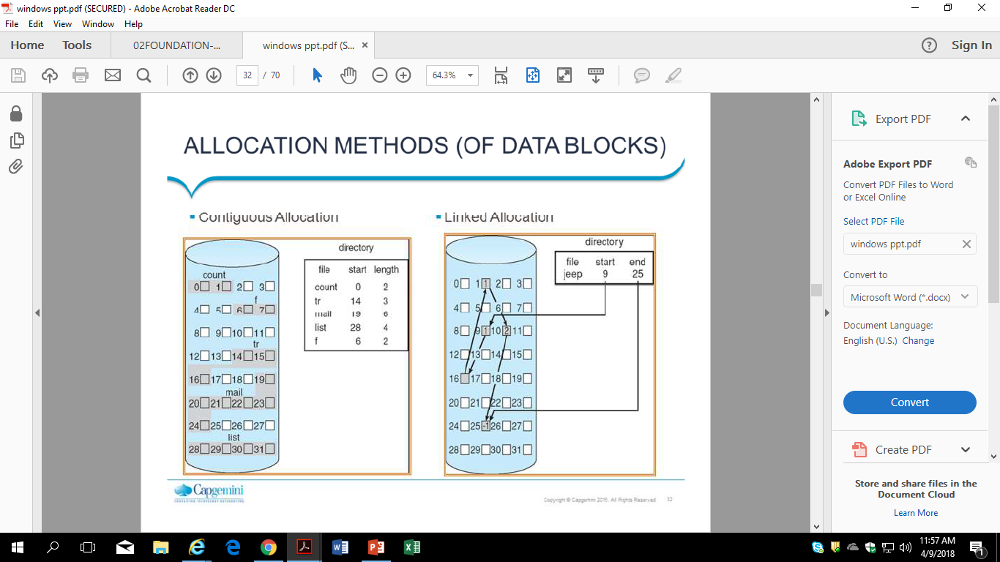 windows ppt.pdf (SECURED) - Adobe Acrobat Reader DC
File Edit View Window Help
Home Tools 02FOUNDATION-... windows ppt.pdf (S... × ? Sign In
32 / 70 64.3%
ALLOCATION METHODS (OF DATA BLOCKS)
Contiguous Allocation
directory
file start length
count 0 2
tr 14 3
mail 19 6
list 28 4
f 6 2
count
0 1 2 3
f
4 5 6 7
8 9 10 11
tr
12 13 14 15
16 17 18 19
mail
20 21 22 23
24 25 26 27
list
28 29 30 31
Linked Allocation
directory
file start end
jeep 9 25
0 1 1 2 3
4 5 6 7
8 9 1 10 2 11
12 13 14 15
16 17 18 19
20 21 22 23
24 25 -1 26 27
28 29 30 31
Capgemini
CONSULTING.TECHNOLOGY.OUTSOURCING
Copyright © Capgemini 2015. All Rights Reserved 32
Export PDF
Adobe Export PDF
Convert PDF Files to Word
or Excel Online
Select PDF File
windows ppt.pdf
Convert to
Microsoft Word (*.docx)
Document Language:
English (U.S.) Change
Convert
Create PDF
Store and share files in the
Document Cloud
Learn More
11:57 AM
4/9/2018
1